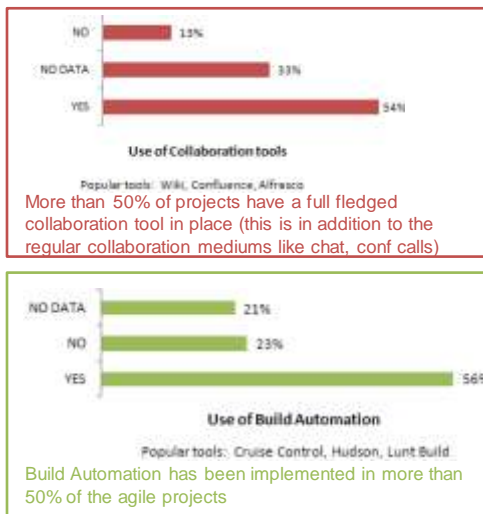 NO
13%
NO DATA
33%
YES
54%
Use of Collaboration tools
Popular tools: Wiki, Confluence, Alfresco
More than 50% of projects have a full fledged
collaboration tool in place (this is in addition to the
regular collaboration mediums like chat, conf calls)
NO DATA
21%
NO
23%
YES
56%
Use of Build Automation
Popular tools: Cruise Control, Hudson, Lunt Build
Build Automation has been implemented in more than
50% of the agile projects